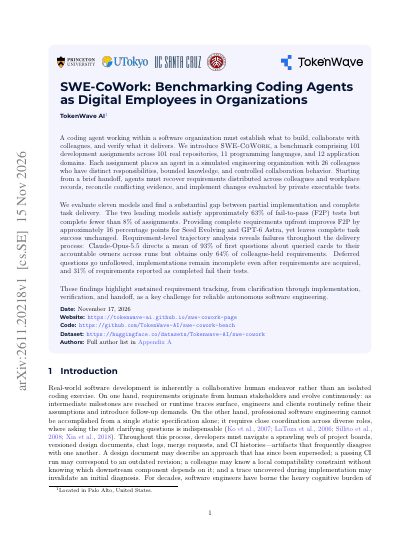 PRINCETON UNIVERSITY
UTokyo
UC SANTA CRUZ
TokenWave
SWE-CoWork: Benchmarking Coding Agents
as Digital Employees in Organizations
TokenWave AI¹
A coding agent working within a software organization must establish what to build, collaborate with
colleagues, and verify what it delivers. We introduce SWE-CoWork, a benchmark comprising 101
development assignments across 101 real repositories, 11 programming languages, and 12 application
domains. Each assignment places an agent in a simulated engineering organization with 26 colleagues
who have distinct responsibilities, bounded knowledge, and controlled collaboration behavior. Starting
from a brief handoff, agents must recover requirements distributed across colleagues and workplace
records, reconcile conflicting evidence, and implement changes evaluated by private executable tests.
We evaluate eleven models and find a substantial gap between partial implementation and complete
task delivery. The two leading models satisfy approximately 63% of fail-to-pass (F2P) tests but
complete fewer than 8% of assignments. Providing complete requirements upfront improves F2P by
approximately 16 percentage points for Seed Evolving and GPT-6 Astra, yet leaves complete task
success unchanged. Requirement-level trajectory analysis reveals failures throughout the delivery
process: Claude-Opus-5.5 directs a mean of 93% of first questions about queried cards to their
accountable owners across runs but obtains only 64% of colleague-held requirements. Deferred
questions go unfollowed, implementations remain incomplete even after requirements are acquired,
and 31% of requirements reported as completed fail their tests.
These findings highlight sustained requirement tracking, from clarification through implementation,
verification, and handoff, as a key challenge for reliable autonomous software engineering.
Date: November 17, 2026
Website: https://tokenwave-ai.github.io/swe-cowork-page
Code: https://github.com/TokenWave-AI/swe-cowork-bench
Dataset: https://huggingface.co/datasets/TokenWave-AI/swe-cowork
Authors: Full author list in Appendix A
arXiv:2611.20218v1 [cs.SE] 15 Nov 2026
1 Introduction
Real-world software development is inherently a collaborative human endeavor rather than an isolated
coding exercise. On one hand, requirements originate from human stakeholders and evolve continuously: as
intermediate milestones are reached or runtime traces surface, engineers and clients routinely refine their
assumptions and introduce follow-up demands. On the other hand, professional software engineering cannot
be accomplished from a single static specification alone; it requires close coordination across diverse roles,
where asking the right clarifying questions is indispensable (Ko et al., 2007; LaToza et al., 2006; Sillito et al.,
2008; Xia et al., 2018). Throughout this process, developers must navigate a sprawling web of project boards,
versioned design documents, chat logs, merge requests, and CI histories—artifacts that frequently disagree
with one another. A design document may describe an approach that has since been superseded; a passing CI
run may correspond to an outdated revision; a colleague may know a local compatibility constraint without
knowing which downstream component depends on it; and a trace uncovered during implementation may
invalidate an initial diagnosis. For decades, software engineers have borne the heavy cognitive burden of
¹Located in Palo Alto, United States.
1